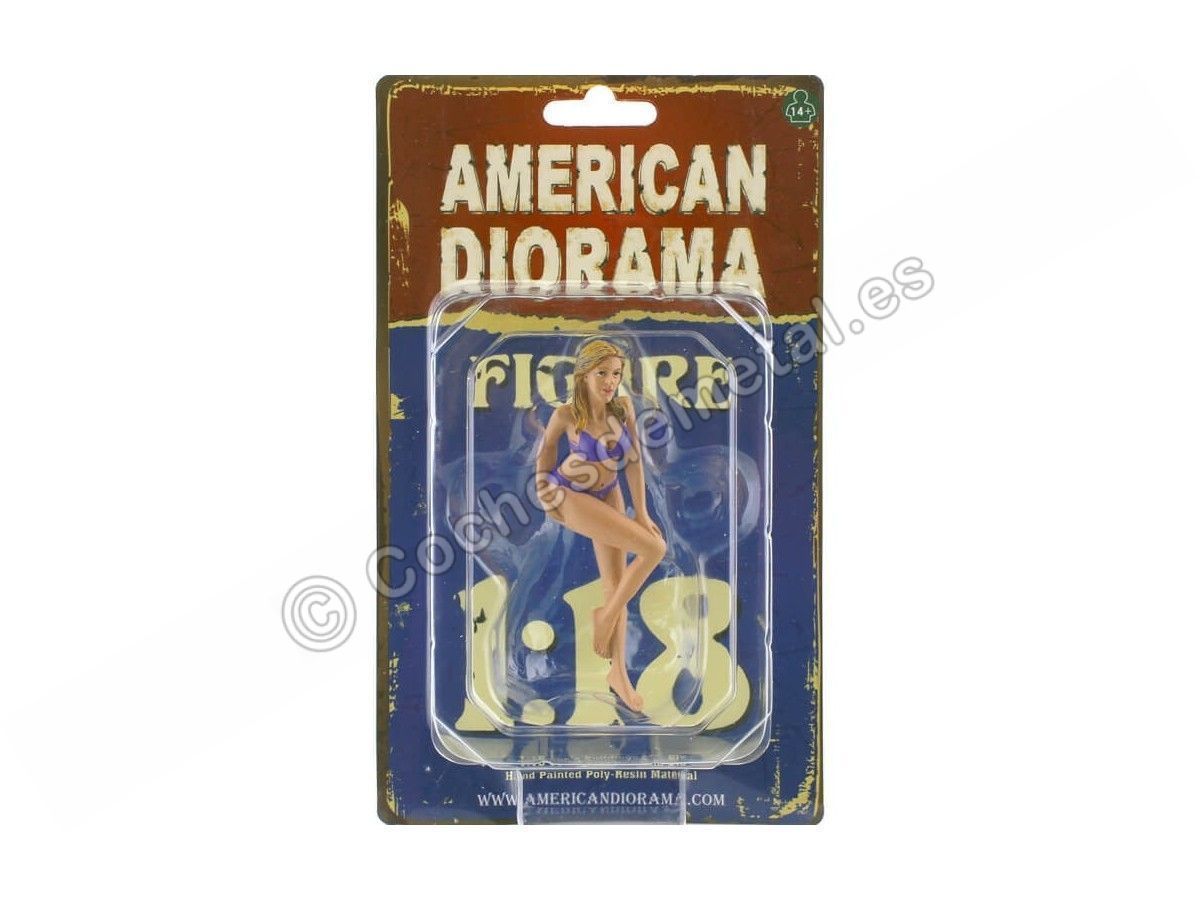 14+
AMERICAN
DIORAMA
FIGURE
1:18
Hand Painted Poly-Resin Material
WWW.AMERICANDIORAMA.COM
© Cochesdemetal.es